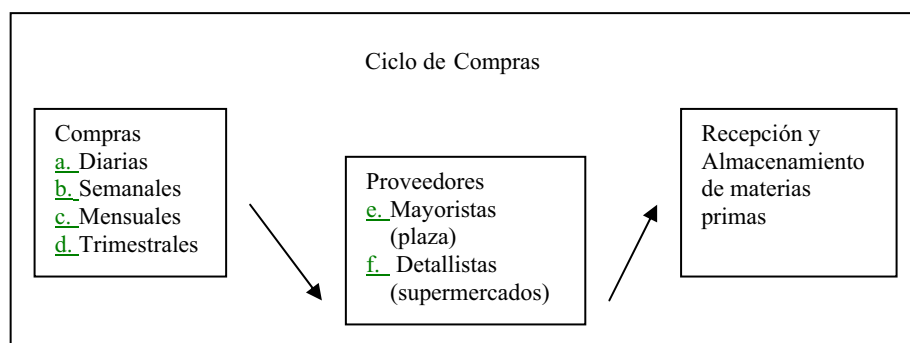 Ciclo de Compras
Compras
a. Diarias
b. Semanales
c. Mensuales
d. Trimestrales
Proveedores
e. Mayoristas
(plaza)
f. Detallistas
(supermercados)
Recepción y
Almacenamiento
de materias
primas